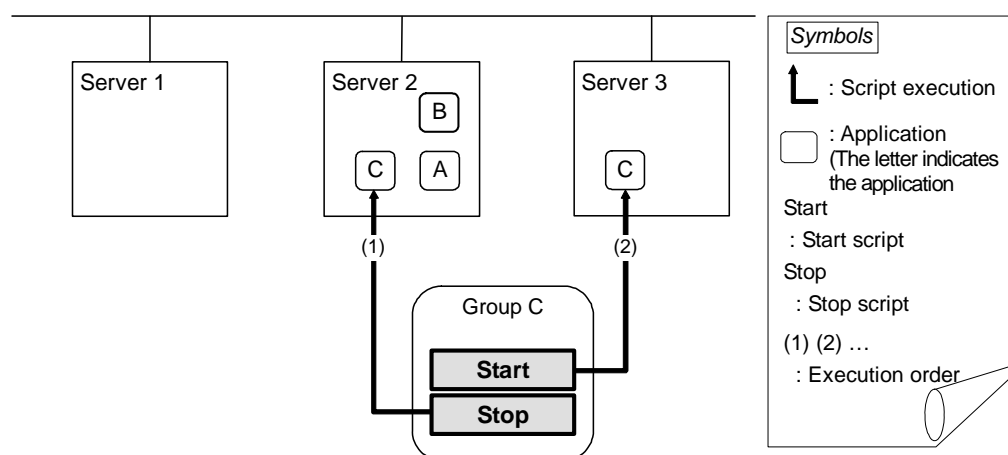 Server 1
Server 2
Server 3
B
C
A
C
(1)
(2)
Group C
Start
Stop
Symbols
: Script execution
: Application
(The letter indicates
the application
Start
: Start script
Stop
: Stop script
(1) (2) …
: Execution order